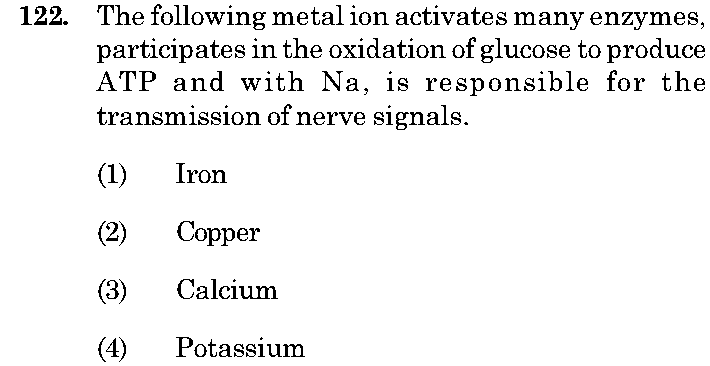 122. The following metal ion activates many enzymes,
participates in the oxidation of glucose to produce
ATP and with Na, is responsible for the
transmission of nerve signals.
(1) Iron
(2) Copper
(3) Calcium
(4) Potassium